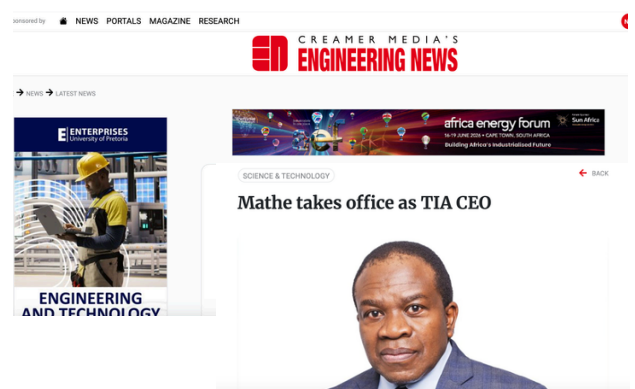 NEWS PORTALS MAGAZINE RESEARCH
CREAMER MEDIA'S
ENGINEERING NEWS
→ NEWS → LATEST NEWS
africa energy forum
Sun Africa
16-19 JUNE 2026 • CAPE TOWN, SOUTH AFRICA
Building Africa's Industrialised Future
E ENTERPRISES
University of Pretoria
SCIENCE & TECHNOLOGY
← BACK
Mathe takes office as TIA CEO
ENGINEERING
AND TECHNOLOGY